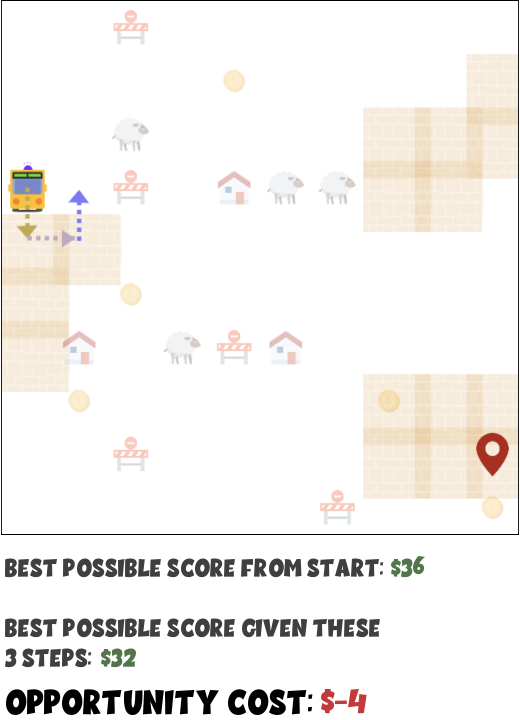 BEST POSSIBLE SCORE FROM START: $36
BEST POSSIBLE SCORE GIVEN THESE
3 STEPS: $32
OPPORTUNITY COST: $-4